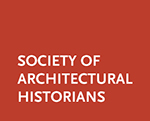 SOCIETY OF
ARCHITECTURAL
HISTORIANS